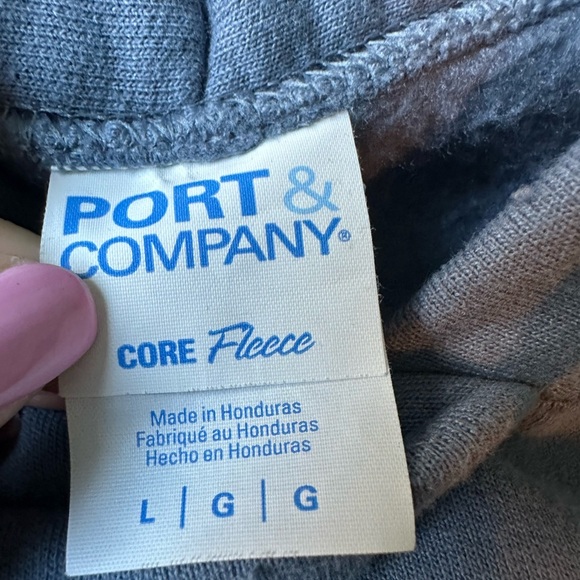 PORT &
COMPANY®
CORE Fleece
Made in Honduras
Fabriqué au Honduras
Hecho en Honduras
L | G | G